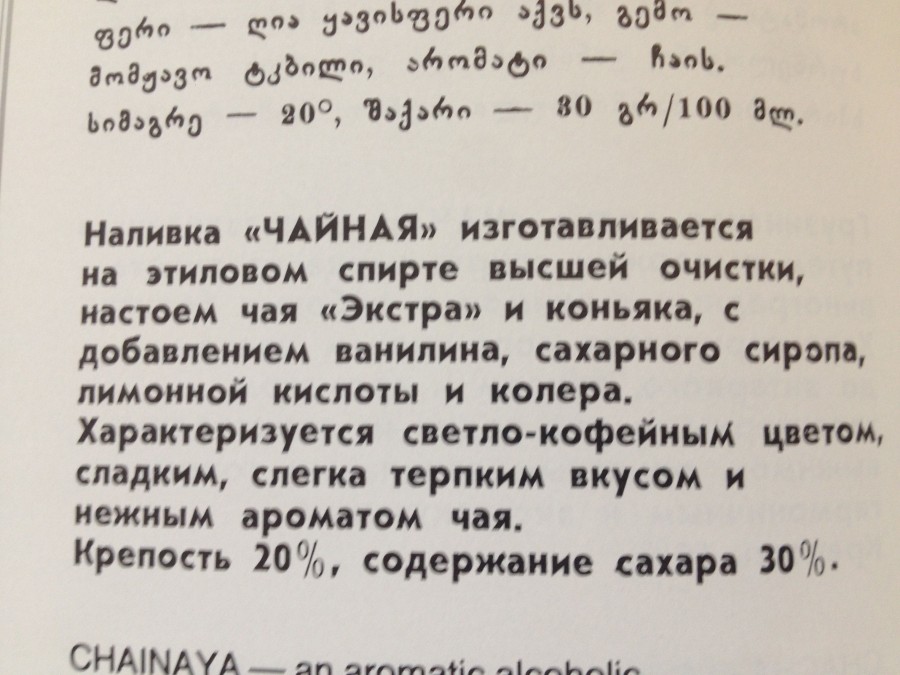 ფერი — ღია ყავისფერი აქვს, გემო —
მომჟავო ტკბილი, არომატი — ჩაის.
სიმაგრე — 20°, შაქარი — 30 გრ/100 მლ.
Наливка «ЧАЙНАЯ» изготавливается
на этиловом спирте высшей очистки,
настоем чая «Экстра» и коньяка, с
добавлением ванилина, сахарного сиропа,
лимонной кислоты и колера.
Характеризуется светло-кофейным цветом,
сладким, слегка терпким вкусом и
нежным ароматом чая.
Крепость 20%, содержание сахара 30%.
CHAINAYA — an aromatic alcoholic